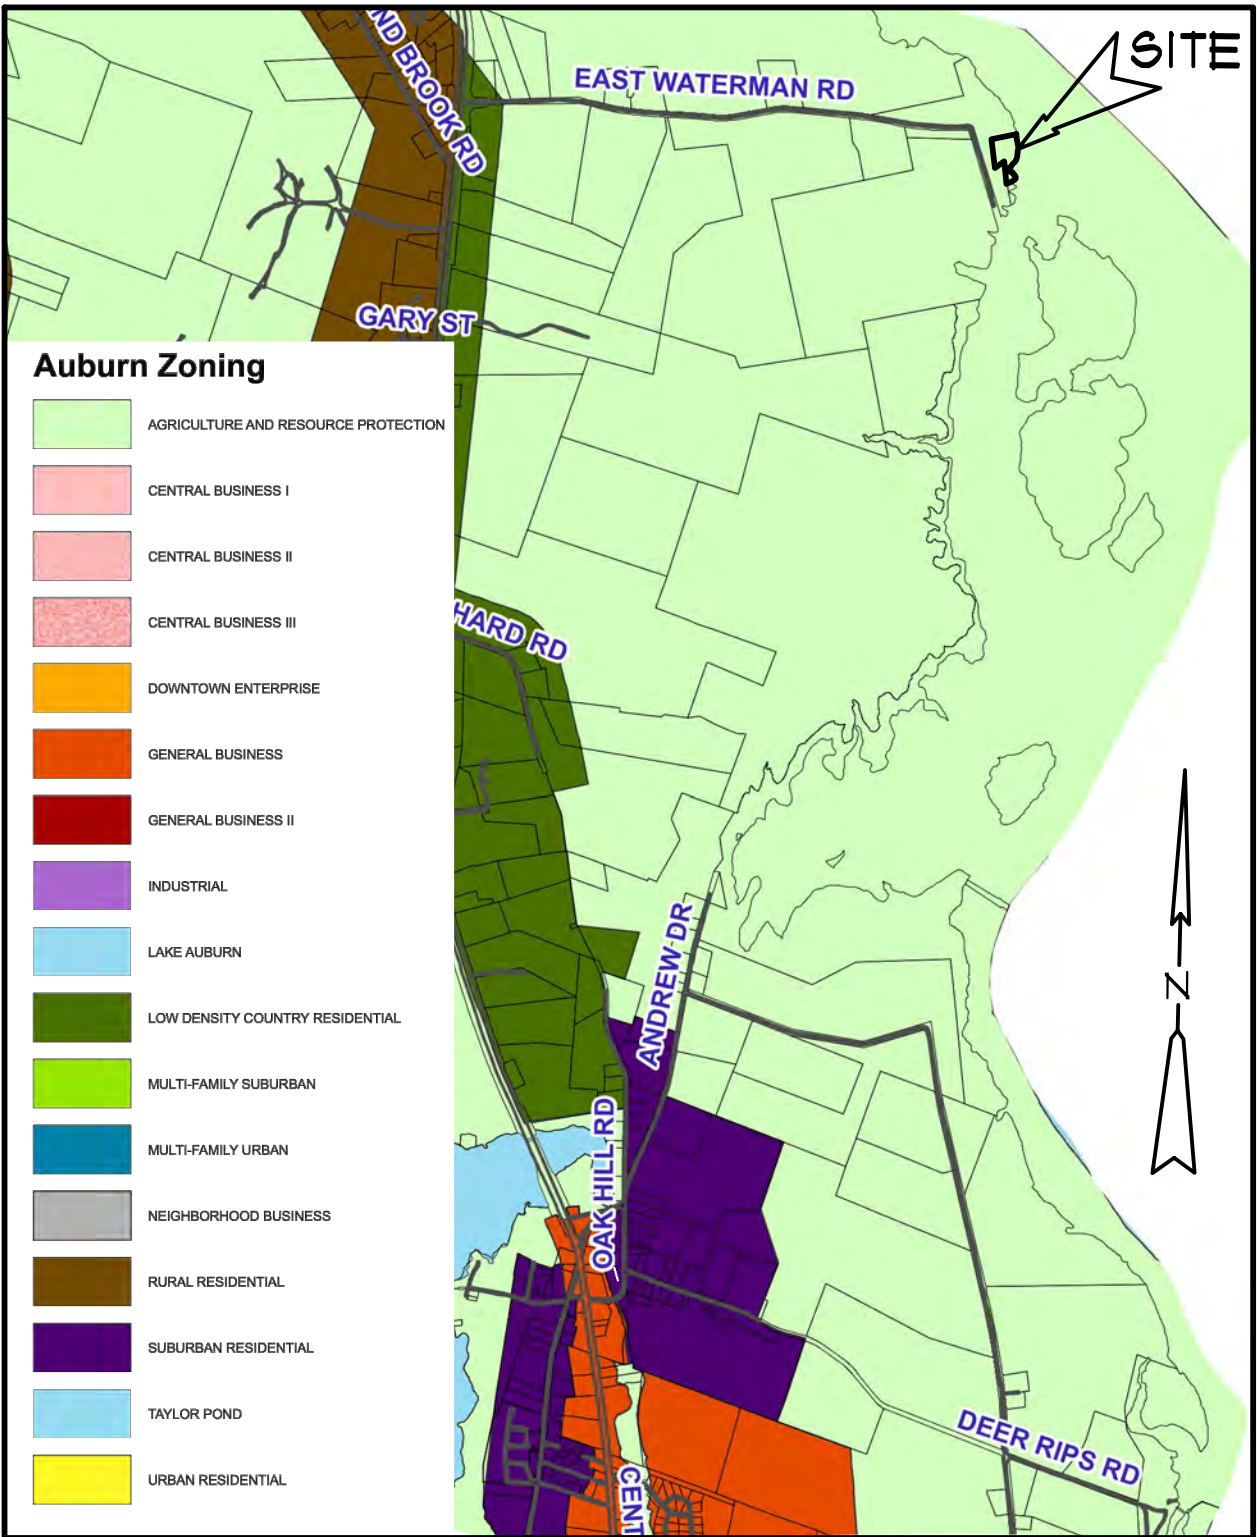 ND BROOK RD
EAST WATERMAN RD
SITE
GARY ST
Auburn Zoning
AGRICULTURE AND RESOURCE PROTECTION
CENTRAL BUSINESS I
CENTRAL BUSINESS II
CENTRAL BUSINESS III
DOWNTOWN ENTERPRISE
GENERAL BUSINESS
GENERAL BUSINESS II
INDUSTRIAL
LAKE AUBURN
LOW DENSITY COUNTRY RESIDENTIAL
MULTI-FAMILY SUBURBAN
MULTI-FAMILY URBAN
NEIGHBORHOOD BUSINESS
RURAL RESIDENTIAL
SUBURBAN RESIDENTIAL
TAYLOR POND
URBAN RESIDENTIAL
HARD RD
ANDREW DR
N
OAK HILL RD
DEER RIPS RD
CENT